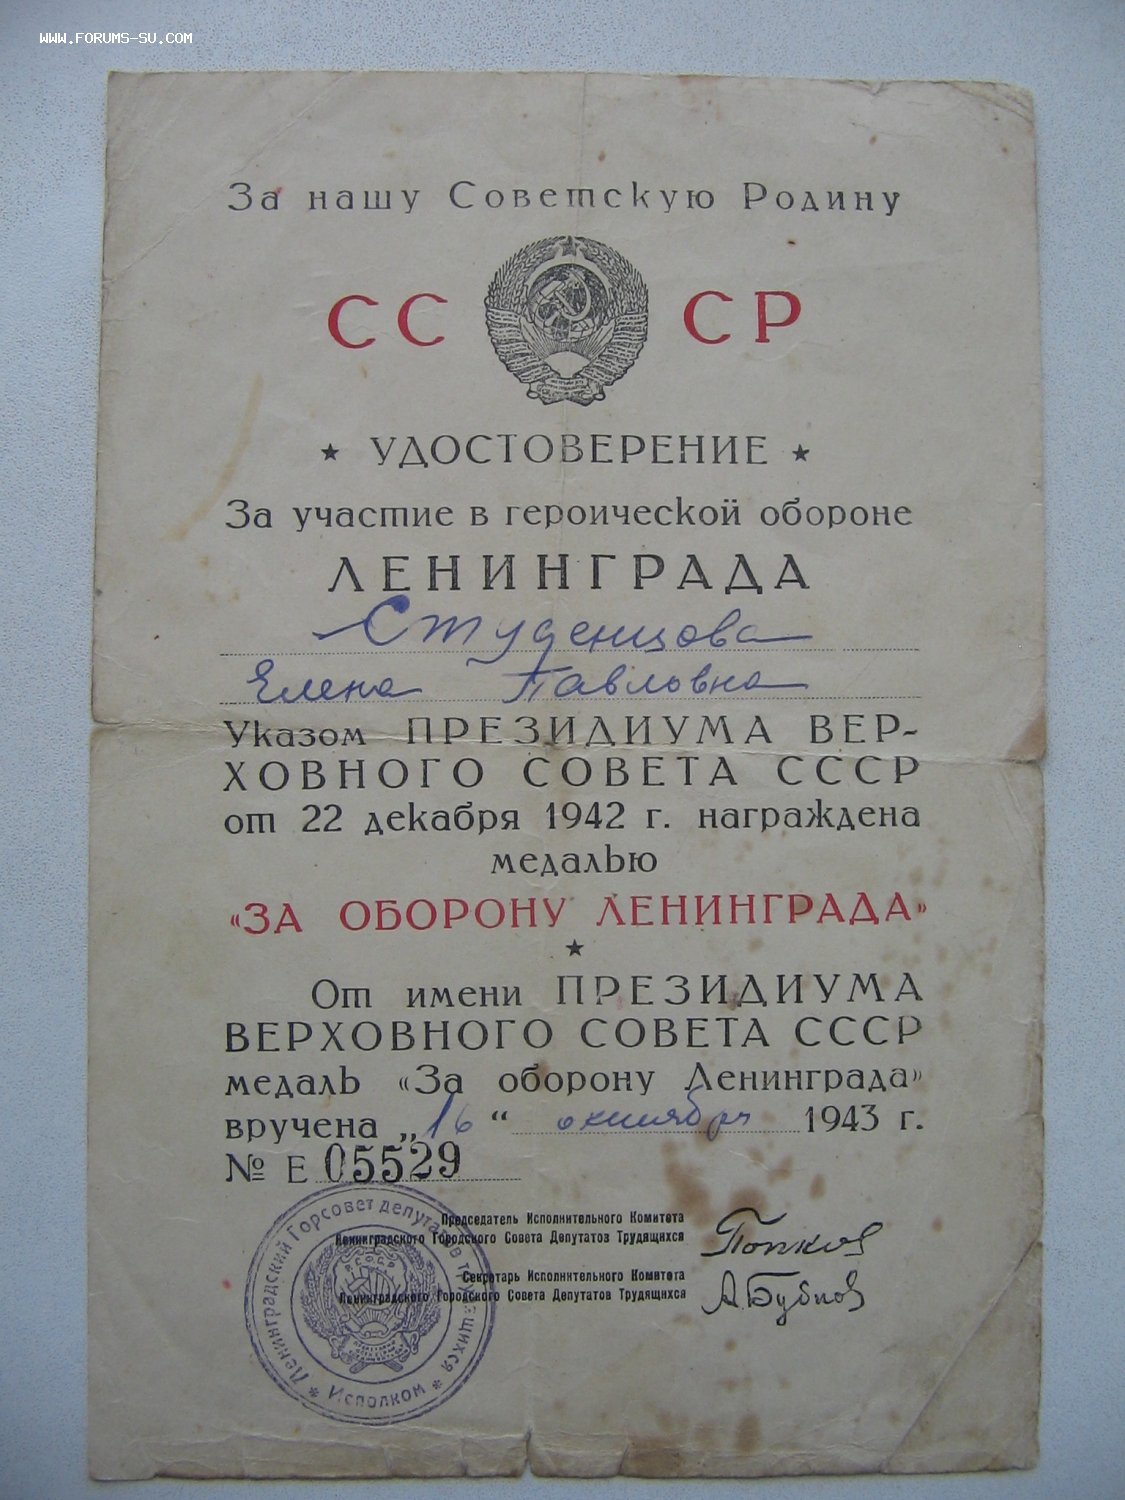 WWW.FORUMS-SU.COM
За нашу Советскую Родину
СС СР
★ УДОСТОВЕРЕНИЕ ★
За участие в героической обороне
ЛЕНИНГРАДА
Студенцова
Елена Павловна
Указом ПРЕЗИДИУМА ВЕР-
ХОВНОГО СОВЕТА СССР
от 22 декабря 1942 г. награждена
медалью
«ЗА ОБОРОНУ ЛЕНИНГРАДА»
★
От имени ПРЕЗИДИУМА
ВЕРХОВНОГО СОВЕТА СССР
медаль «За оборону Ленинграда»
вручена „16“ октября 1943 г.
№ Е 05529
Председатель Исполнительного Комитета
Ленинградского Городского Совета Депутатов Трудящихся
Попков
Секретарь Исполнительного Комитета
Ленинградского Городского Совета Депутатов Трудящихся
А. Бубнов
Ленинградский Горсовет депутатов трудящихся
* Исполком *